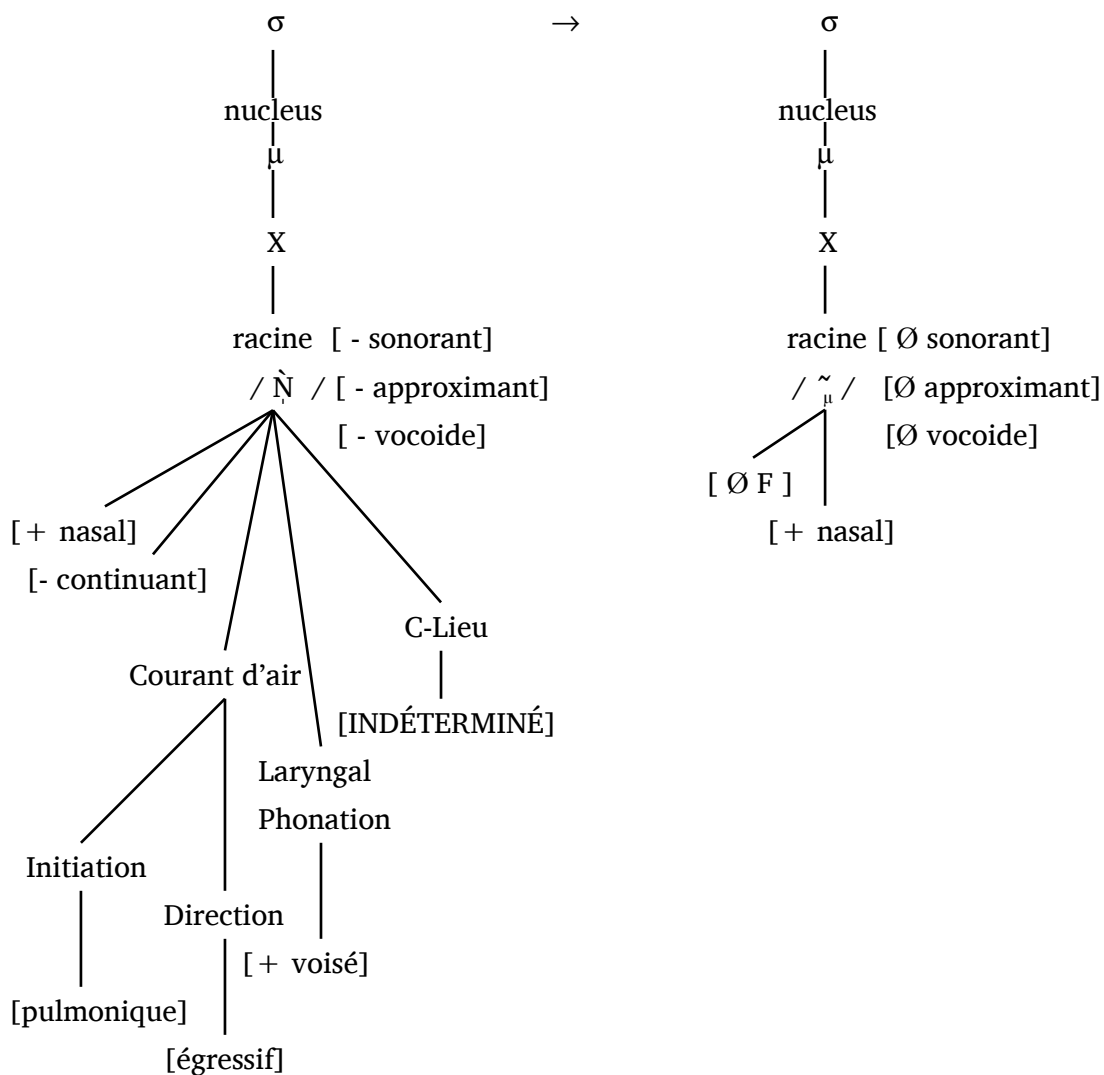 σ → σ
nucleus nucleus
μ μ
X X
racine [ - sonorant] racine [ Ø sonorant]
/ Ǹ̩ / [ - approximant] / ̃μ / [Ø approximant]
[ - vocoide] [Ø vocoide]
[ Ø F ]
[+ nasal] [+ nasal]
[- continuant]
C-Lieu
Courant d’air
[INDÉTERMINÉ]
Laryngal
Phonation
Initiation
Direction
[+ voisé]
[pulmonique]
[égressif]